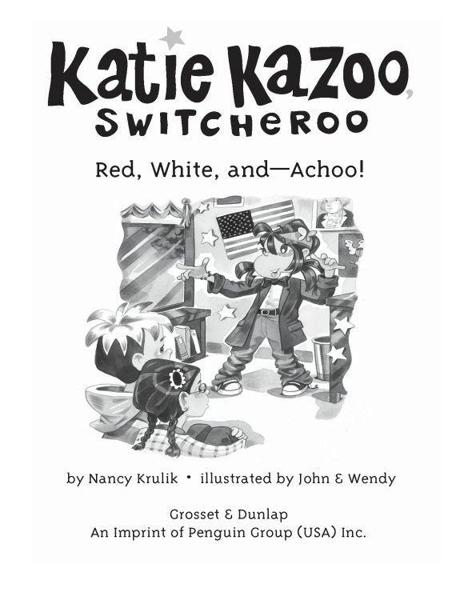 Katie Kazoo,
SWITCHEROO
Red, White, and—Achoo!
by Nancy Krulik • illustrated by John & Wendy
Grosset & Dunlap
An Imprint of Penguin Group (USA) Inc.